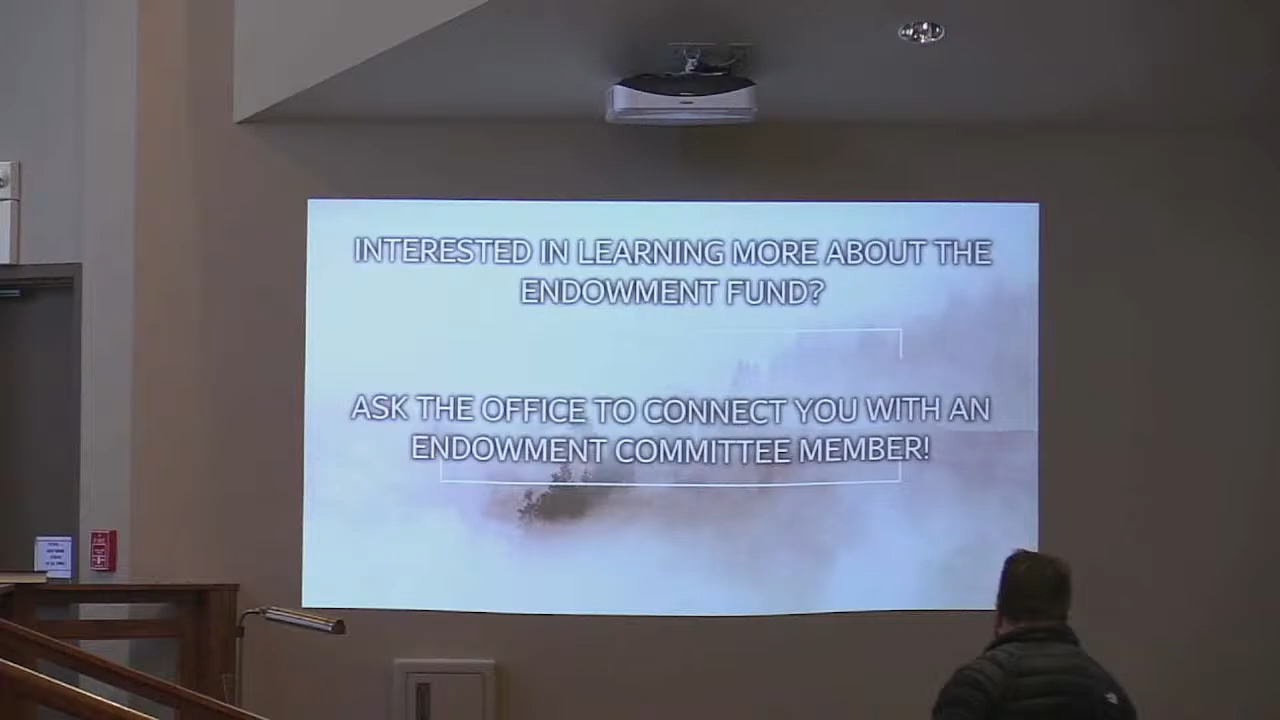 INTERESTED IN LEARNING MORE ABOUT THE
ENDOWMENT FUND?
ASK THE OFFICE TO CONNECT YOU WITH AN
ENDOWMENT COMMITTEE MEMBER!